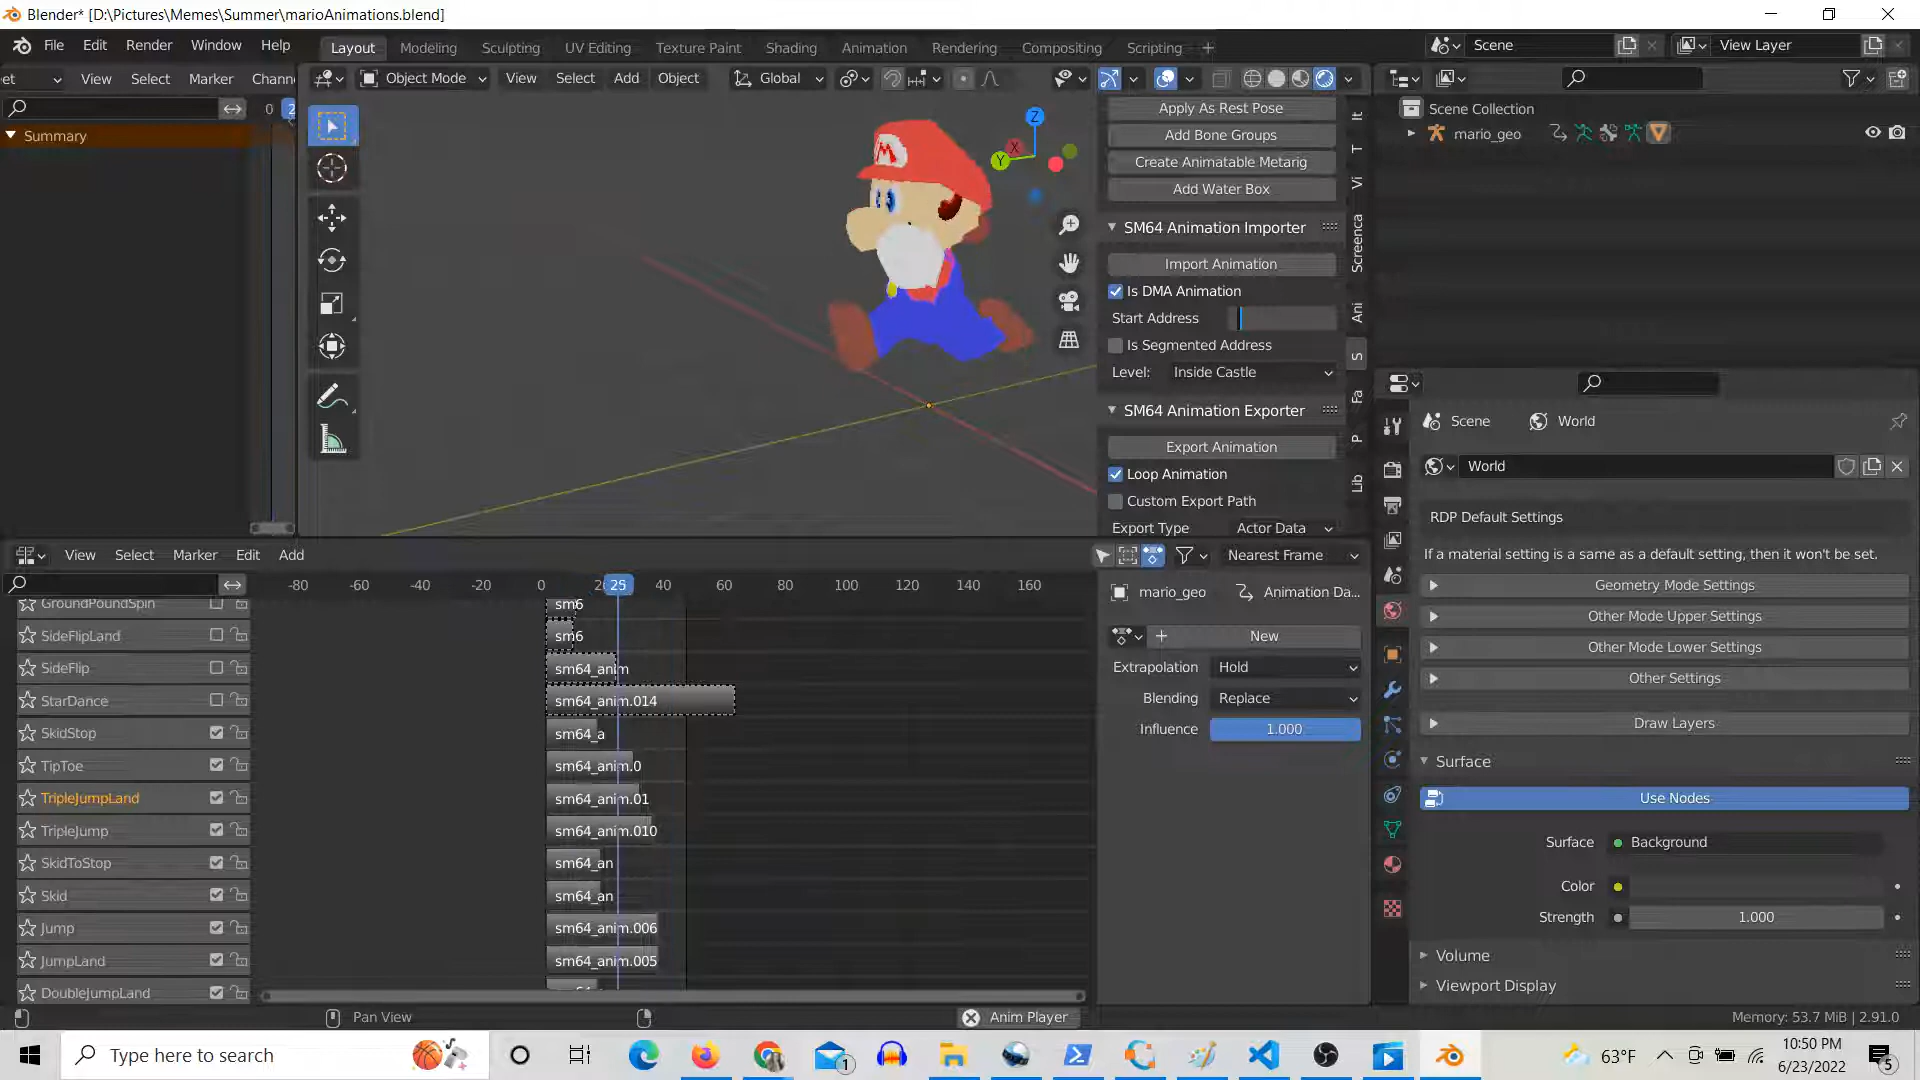 Blender* [D:\Pictures\Memes\Summer\marioAnimations.blend]
File Edit Render Window Help
Layout Modeling Sculpting UV Editing Texture Paint Shading Animation Rendering Compositing Scripting +
Scene
View Layer
et View Select Marker Chann
Object Mode View Select Add Object Global
0 2
Summary
M
Z
X
Y
Apply As Rest Pose
Add Bone Groups
Create Animatable Metarig
Add Water Box
SM64 Animation Importer
Import Animation
Is DMA Animation
Start Address
Is Segmented Address
Level: Inside Castle
SM64 Animation Exporter
Export Animation
Loop Animation
Custom Export Path
Export Type Actor Data
It
T
Vi
Screenca
Ani
S
Fa
P
Lib
Scene Collection
mario_geo
Scene World
World
RDP Default Settings
If a material setting is a same as a default setting, then it won't be set.
Geometry Mode Settings
Other Mode Upper Settings
Other Mode Lower Settings
Other Settings
Draw Layers
Surface
Use Nodes
Surface Background
Color
Strength 1.000
Volume
Viewport Display
View Select Marker Edit Add
Nearest Frame
-80 -60 -40 -20 0 25 40 60 80 100 120 140 160
GroundPoundSpin sm6
SideFlipLand sm6
SideFlip sm64_anim
StarDance sm64_anim.014
SkidStop sm64_a
TipToe sm64_anim.0
TripleJumpLand sm64_anim.01
TripleJump sm64_anim.010
SkidToStop sm64_an
Skid sm64_an
Jump sm64_anim.006
JumpLand sm64_anim.005
DoubleJumpLand
mario_geo Animation Da...
New
Extrapolation Hold
Blending Replace
Influence 1.000
Pan View
Anim Player
Memory: 53.7 MiB | 2.91.0
Type here to search
1
63°F
10:50 PM
6/23/2022
5